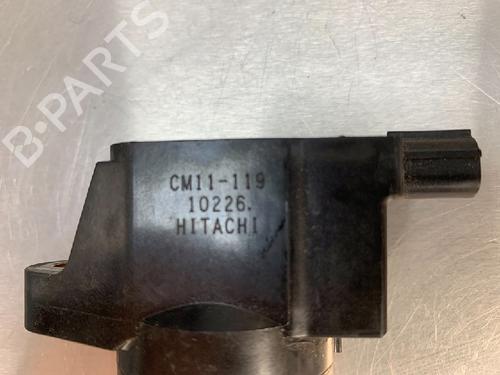 B-PARTS
CM11-119
10226.
HITACHI